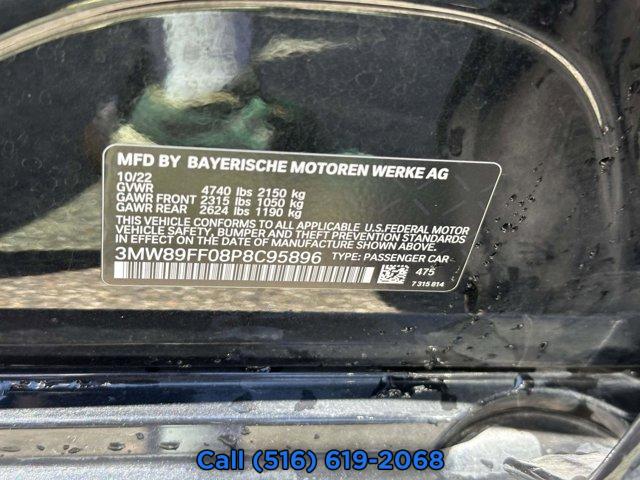 MFD BY BAYERISCHE MOTOREN WERKE AG
10/22
GVWR 4740 lbs 2150 kg
GAWR FRONT 2315 lbs 1050 kg
GAWR REAR 2624 lbs 1190 kg
THIS VEHICLE CONFORMS TO ALL APPLICABLE U.S.FEDERAL MOTOR
VEHICLE SAFETY, BUMPER AND THEFT PREVENTION STANDARDS
IN EFFECT ON THE DATE OF MANUFACTURE SHOWN ABOVE.
3MW89FF08P8C95896 TYPE: PASSENGER CAR
475
7 315 814
Call (516) 619-2068